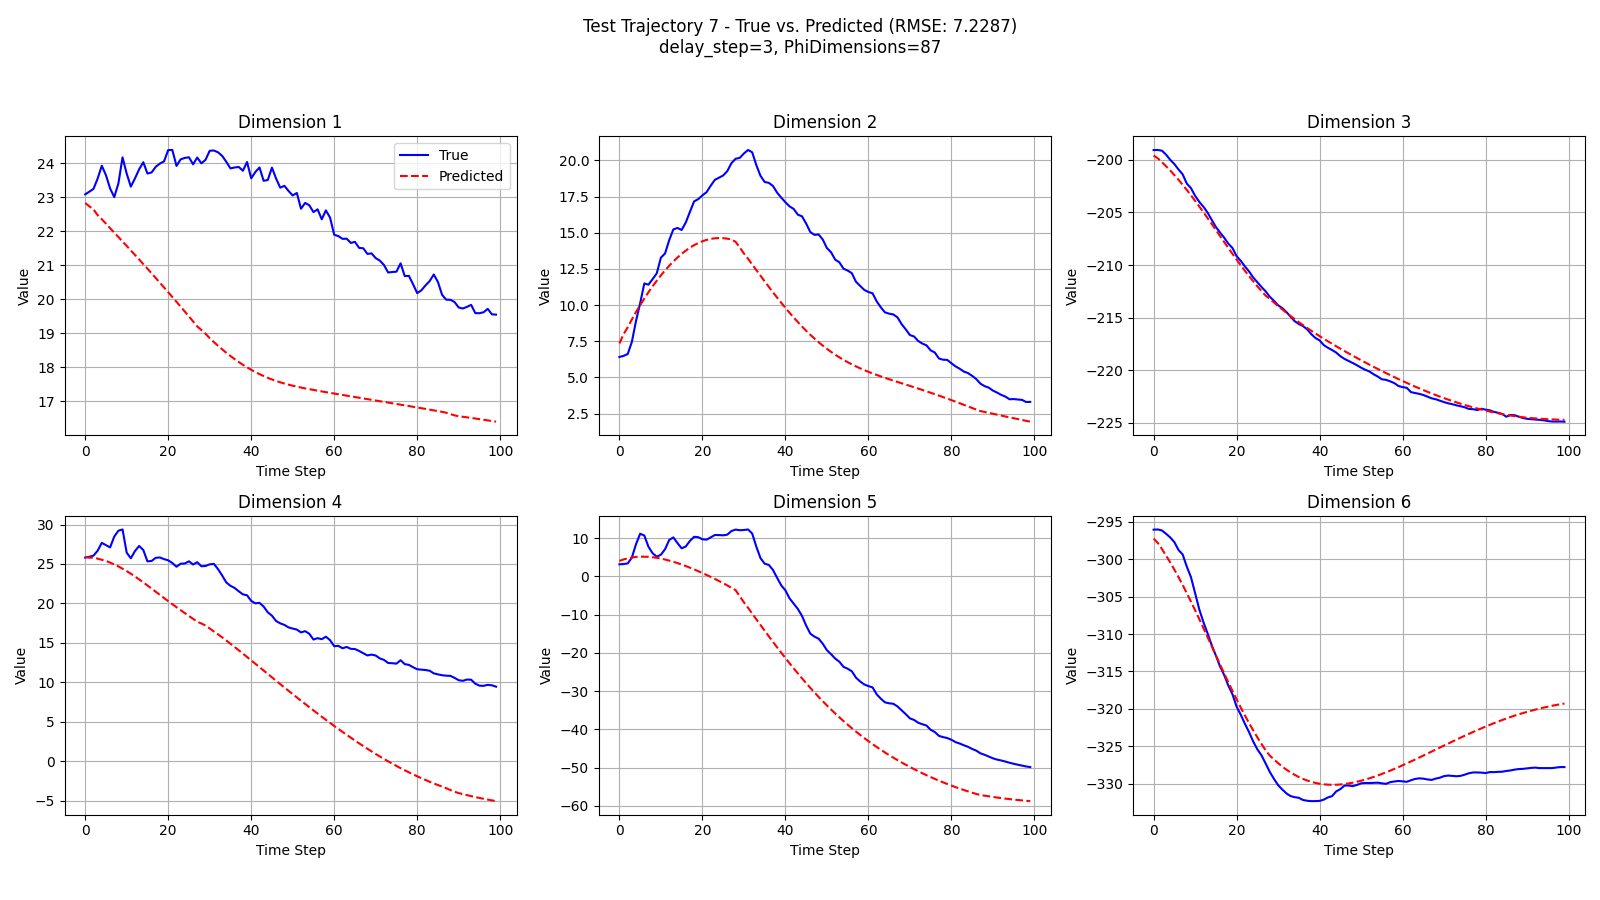 Test Trajectory 7 - True vs. Predicted (RMSE: 7.2287)
delay_step=3, PhiDimensions=87
Dimension 1
True
Predicted
Value
24
23
22
21
20
19
18
17
0 20 40 60 80 100
Time Step
Dimension 2
Value
20.0
17.5
15.0
12.5
10.0
7.5
5.0
2.5
0 20 40 60 80 100
Time Step
Dimension 3
Value
−200
−205
−210
−215
−220
−225
0 20 40 60 80 100
Time Step
Dimension 4
Value
30
25
20
15
10
5
0
−5
0 20 40 60 80 100
Time Step
Dimension 5
Value
10
0
−10
−20
−30
−40
−50
−60
0 20 40 60 80 100
Time Step
Dimension 6
Value
−295
−300
−305
−310
−315
−320
−325
−330
0 20 40 60 80 100
Time Step